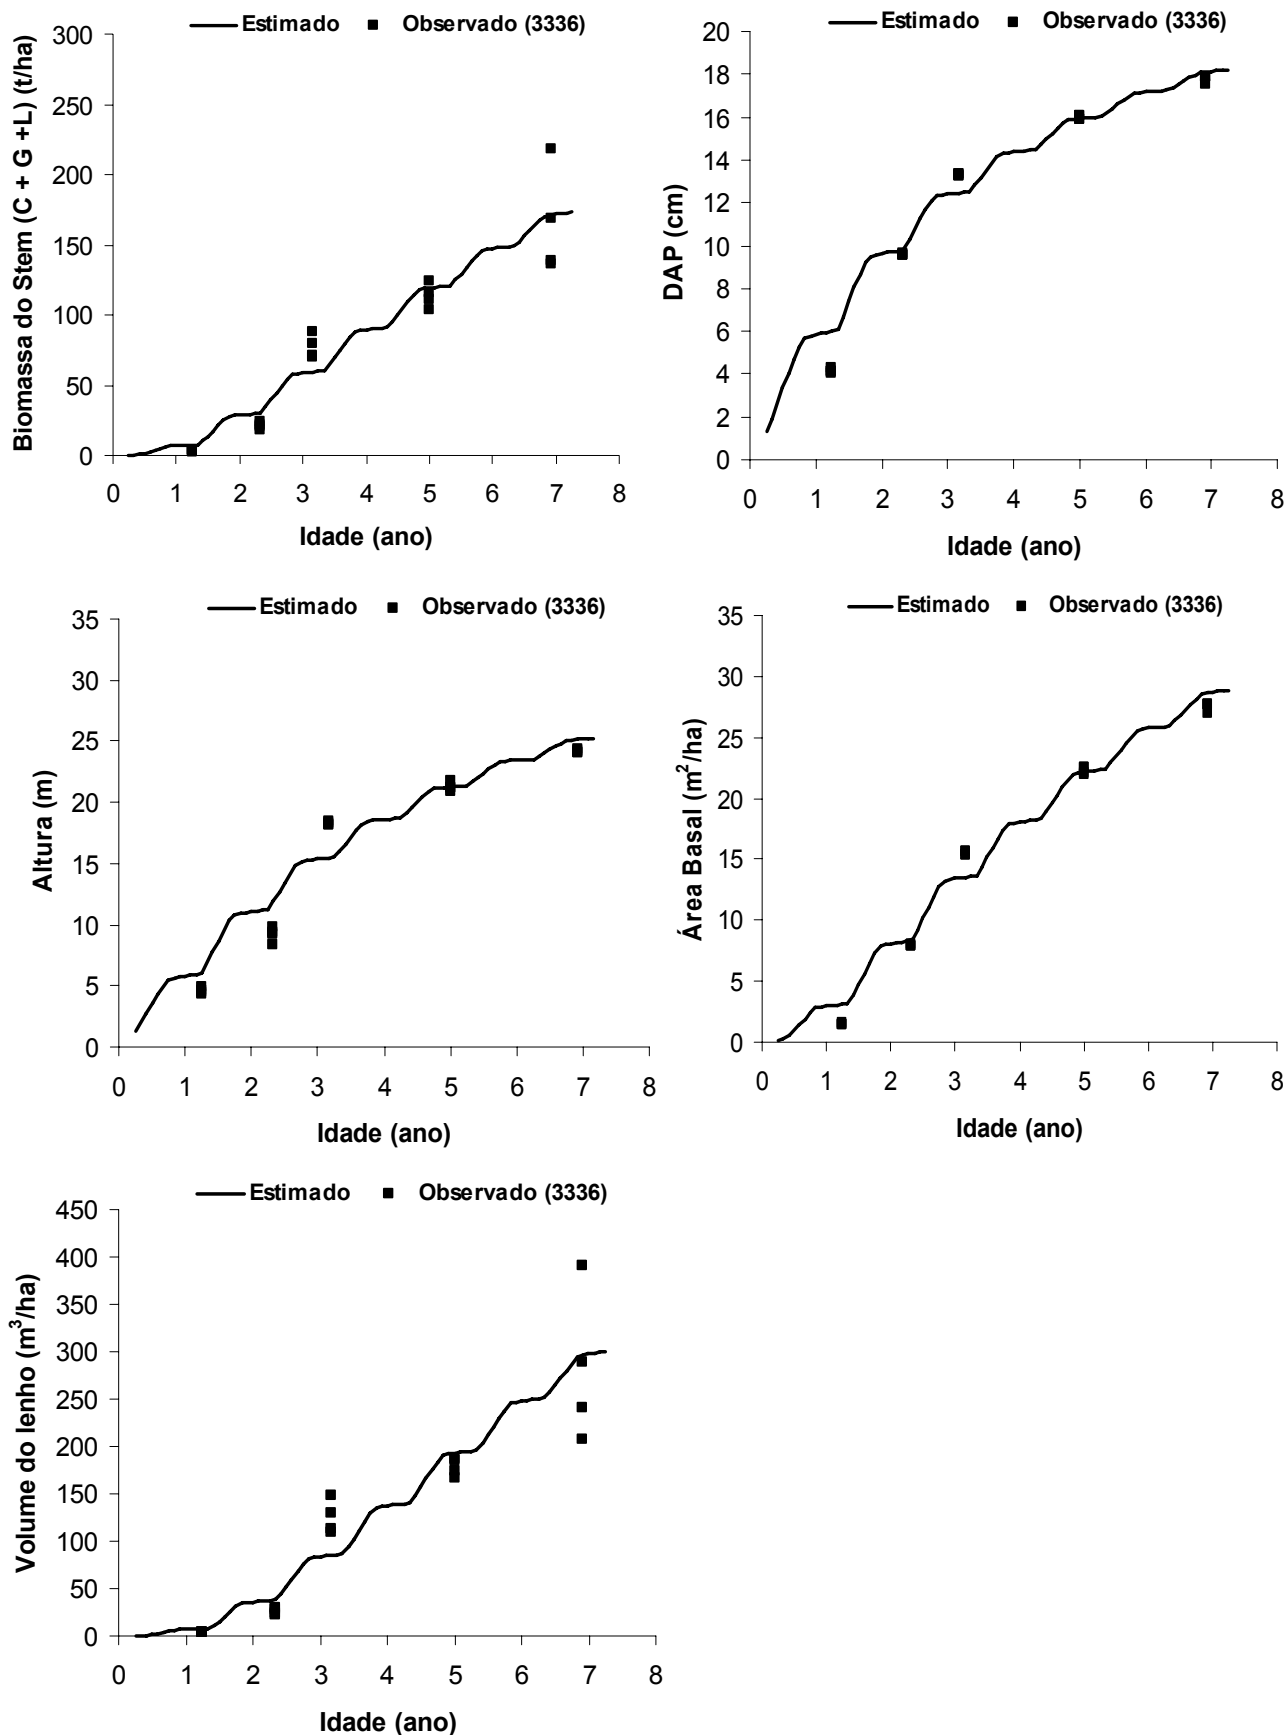 Estimado Observado (3336)
Biomassa do Stem (C + G +L) (t/ha)
300
250
200
150
100
50
0
0 1 2 3 4 5 6 7 8
Idade (ano)
Estimado Observado (3336)
DAP (cm)
20
18
16
14
12
10
8
6
4
2
0
0 1 2 3 4 5 6 7 8
Idade (ano)
Estimado Observado (3336)
Altura (m)
35
30
25
20
15
10
5
0
0 1 2 3 4 5 6 7 8
Idade (ano)
Estimado Observado (3336)
Área Basal (m²/ha)
35
30
25
20
15
10
5
0
0 1 2 3 4 5 6 7 8
Idade (ano)
Estimado Observado (3336)
Volume do lenho (m³/ha)
450
400
350
300
250
200
150
100
50
0
0 1 2 3 4 5 6 7 8
Idade (ano)